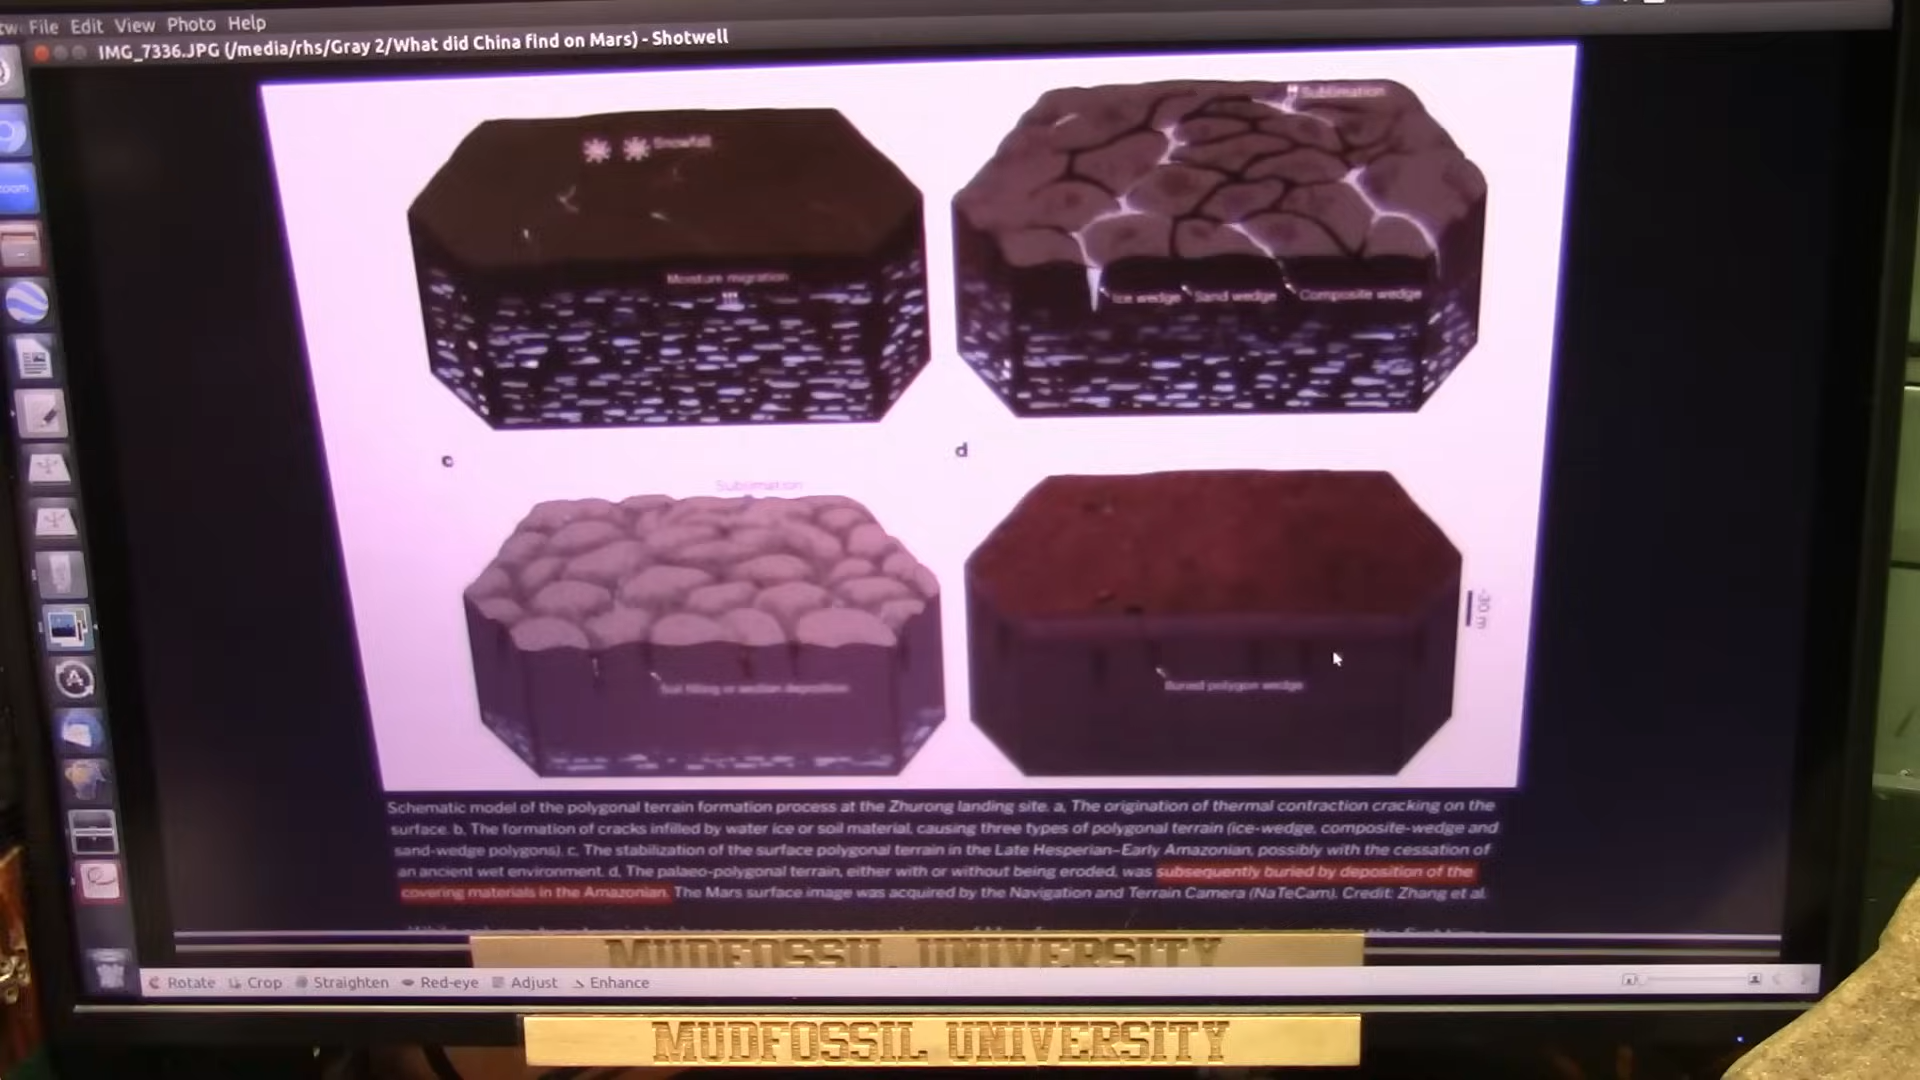 File Edit View Photo Help
IMG_7336.JPG (/media/rhs/Gray 2/What did China find on Mars) - Shotwell
Snowfall
Moisture migration
Sublimation
Ice wedge
Sand wedge
Composite wedge
c
d
Sublimation
Soil filling or aeolian deposition
Buried polygon wedge
~30 m
Schematic model of the polygonal terrain formation process at the Zhurong landing site. a, The origination of thermal contraction cracking on the
surface. b, The formation of cracks infilled by water ice or soil material, causing three types of polygonal terrain (ice-wedge, composite-wedge and
sand-wedge polygons). c, The stabilization of the surface polygonal terrain in the Late Hesperian–Early Amazonian, possibly with the cessation of
an ancient wet environment. d, The palaeo-polygonal terrain, either with or without being eroded, was subsequently buried by deposition of the
covering materials in the Amazonian. The Mars surface image was acquired by the Navigation and Terrain Camera (NaTeCam). Credit: Zhang et al.
MUDFOSSIL UNIVERSITY
Rotate Crop Straighten Red-eye Adjust Enhance
MUDFOSSIL UNIVERSITY
zoom